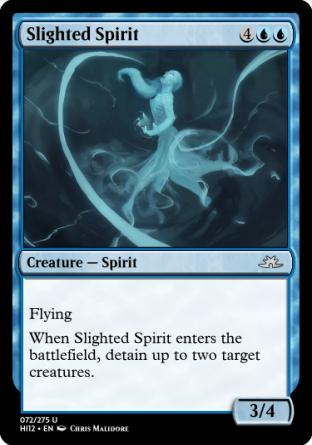 Slighted Spirit 4
Creature — Spirit
Flying
When Slighted Spirit enters the
battlefield, detain up to two target
creatures.
3/4
072/275 U
HI12 • EN Chris Malidore